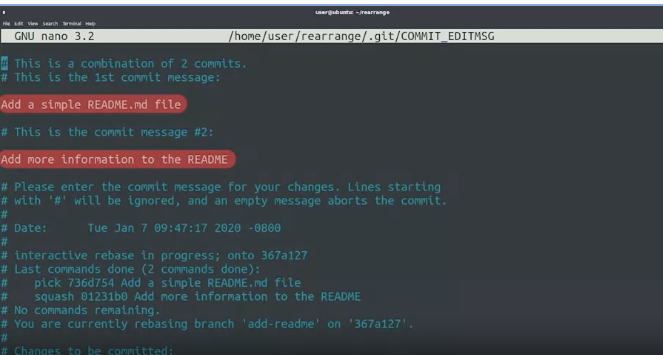 user@ubuntu: ~/rearrange
File Edit View Search Terminal Help
GNU nano 3.2 /home/user/rearrange/.git/COMMIT_EDITMSG
# This is a combination of 2 commits.
# This is the 1st commit message:
Add a simple README.md file
# This is the commit message #2:
Add more information to the README
# Please enter the commit message for your changes. Lines starting
# with '#' will be ignored, and an empty message aborts the commit.
#
# Date: Tue Jan 7 09:47:17 2020 -0800
#
# interactive rebase in progress; onto 367a127
# Last commands done (2 commands done):
# pick 736d754 Add a simple README.md file
# squash 01231b0 Add more information to the README
# No commands remaining.
# You are currently rebasing branch 'add-readme' on '367a127'.
#
# Changes to be committed: